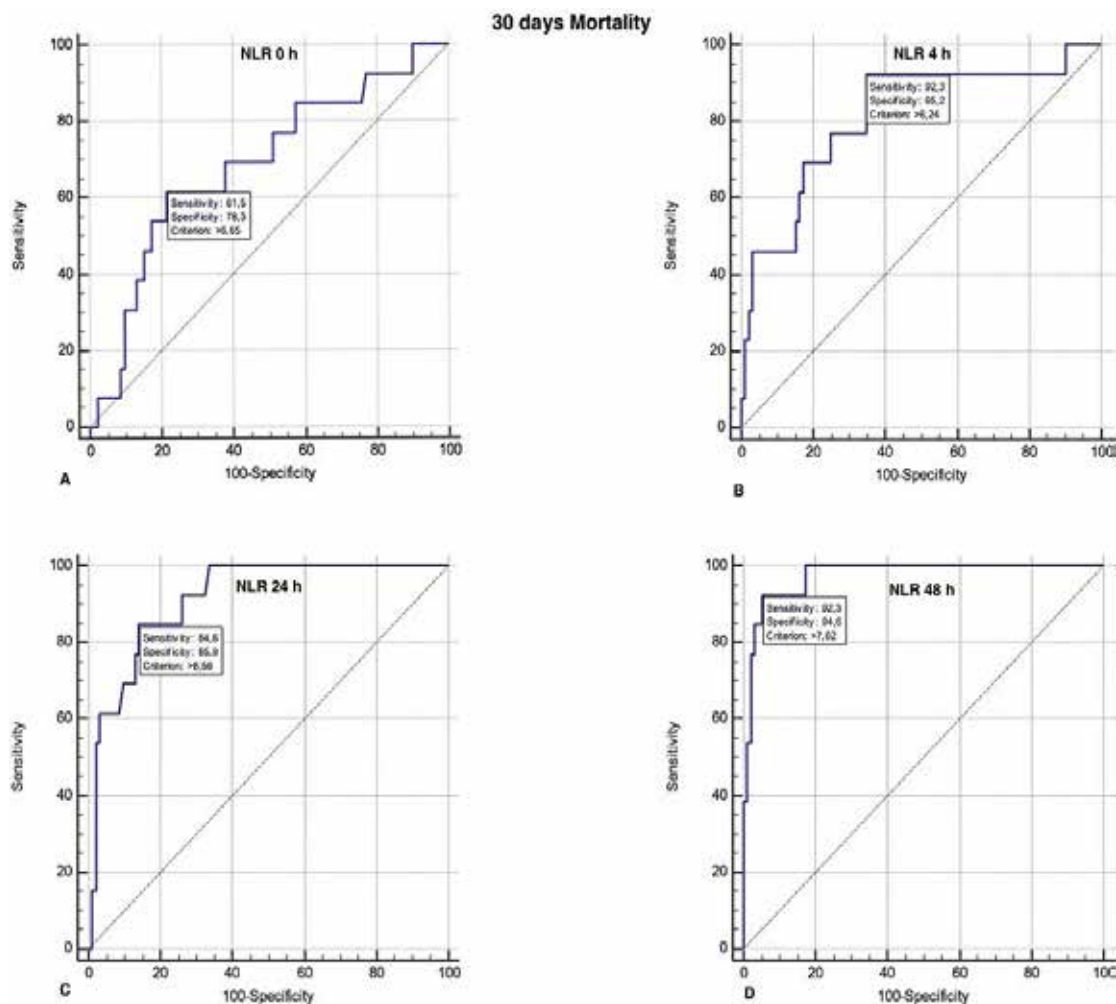 30 days Mortality
NLR 0 h
100
80
60
40
20
0
Sensitivity
Sensitivity: 61,5
Specificity: 78,3
Criterion: >6,65
0 20 40 60 80 100
100-Specificity
A
NLR 4 h
100
80
60
40
20
0
Sensitivity
Sensitivity: 92,3
Specificity: 65,2
Criterion: >6,24
0 20 40 60 80 100
100-Specificity
B
NLR 24 h
100
80
60
40
20
0
Sensitivity
Sensitivity: 84,6
Specificity: 85,9
Criterion:
0 20 40 60 80 100
100-Specificity
C
NLR 48 h
100
80
60
40
20
0
Sensitivity
Sensitivity: 92,3
Specificity: 94,6
Criterion: >7,62
0 20 40 60 80 100
100-Specificity
D